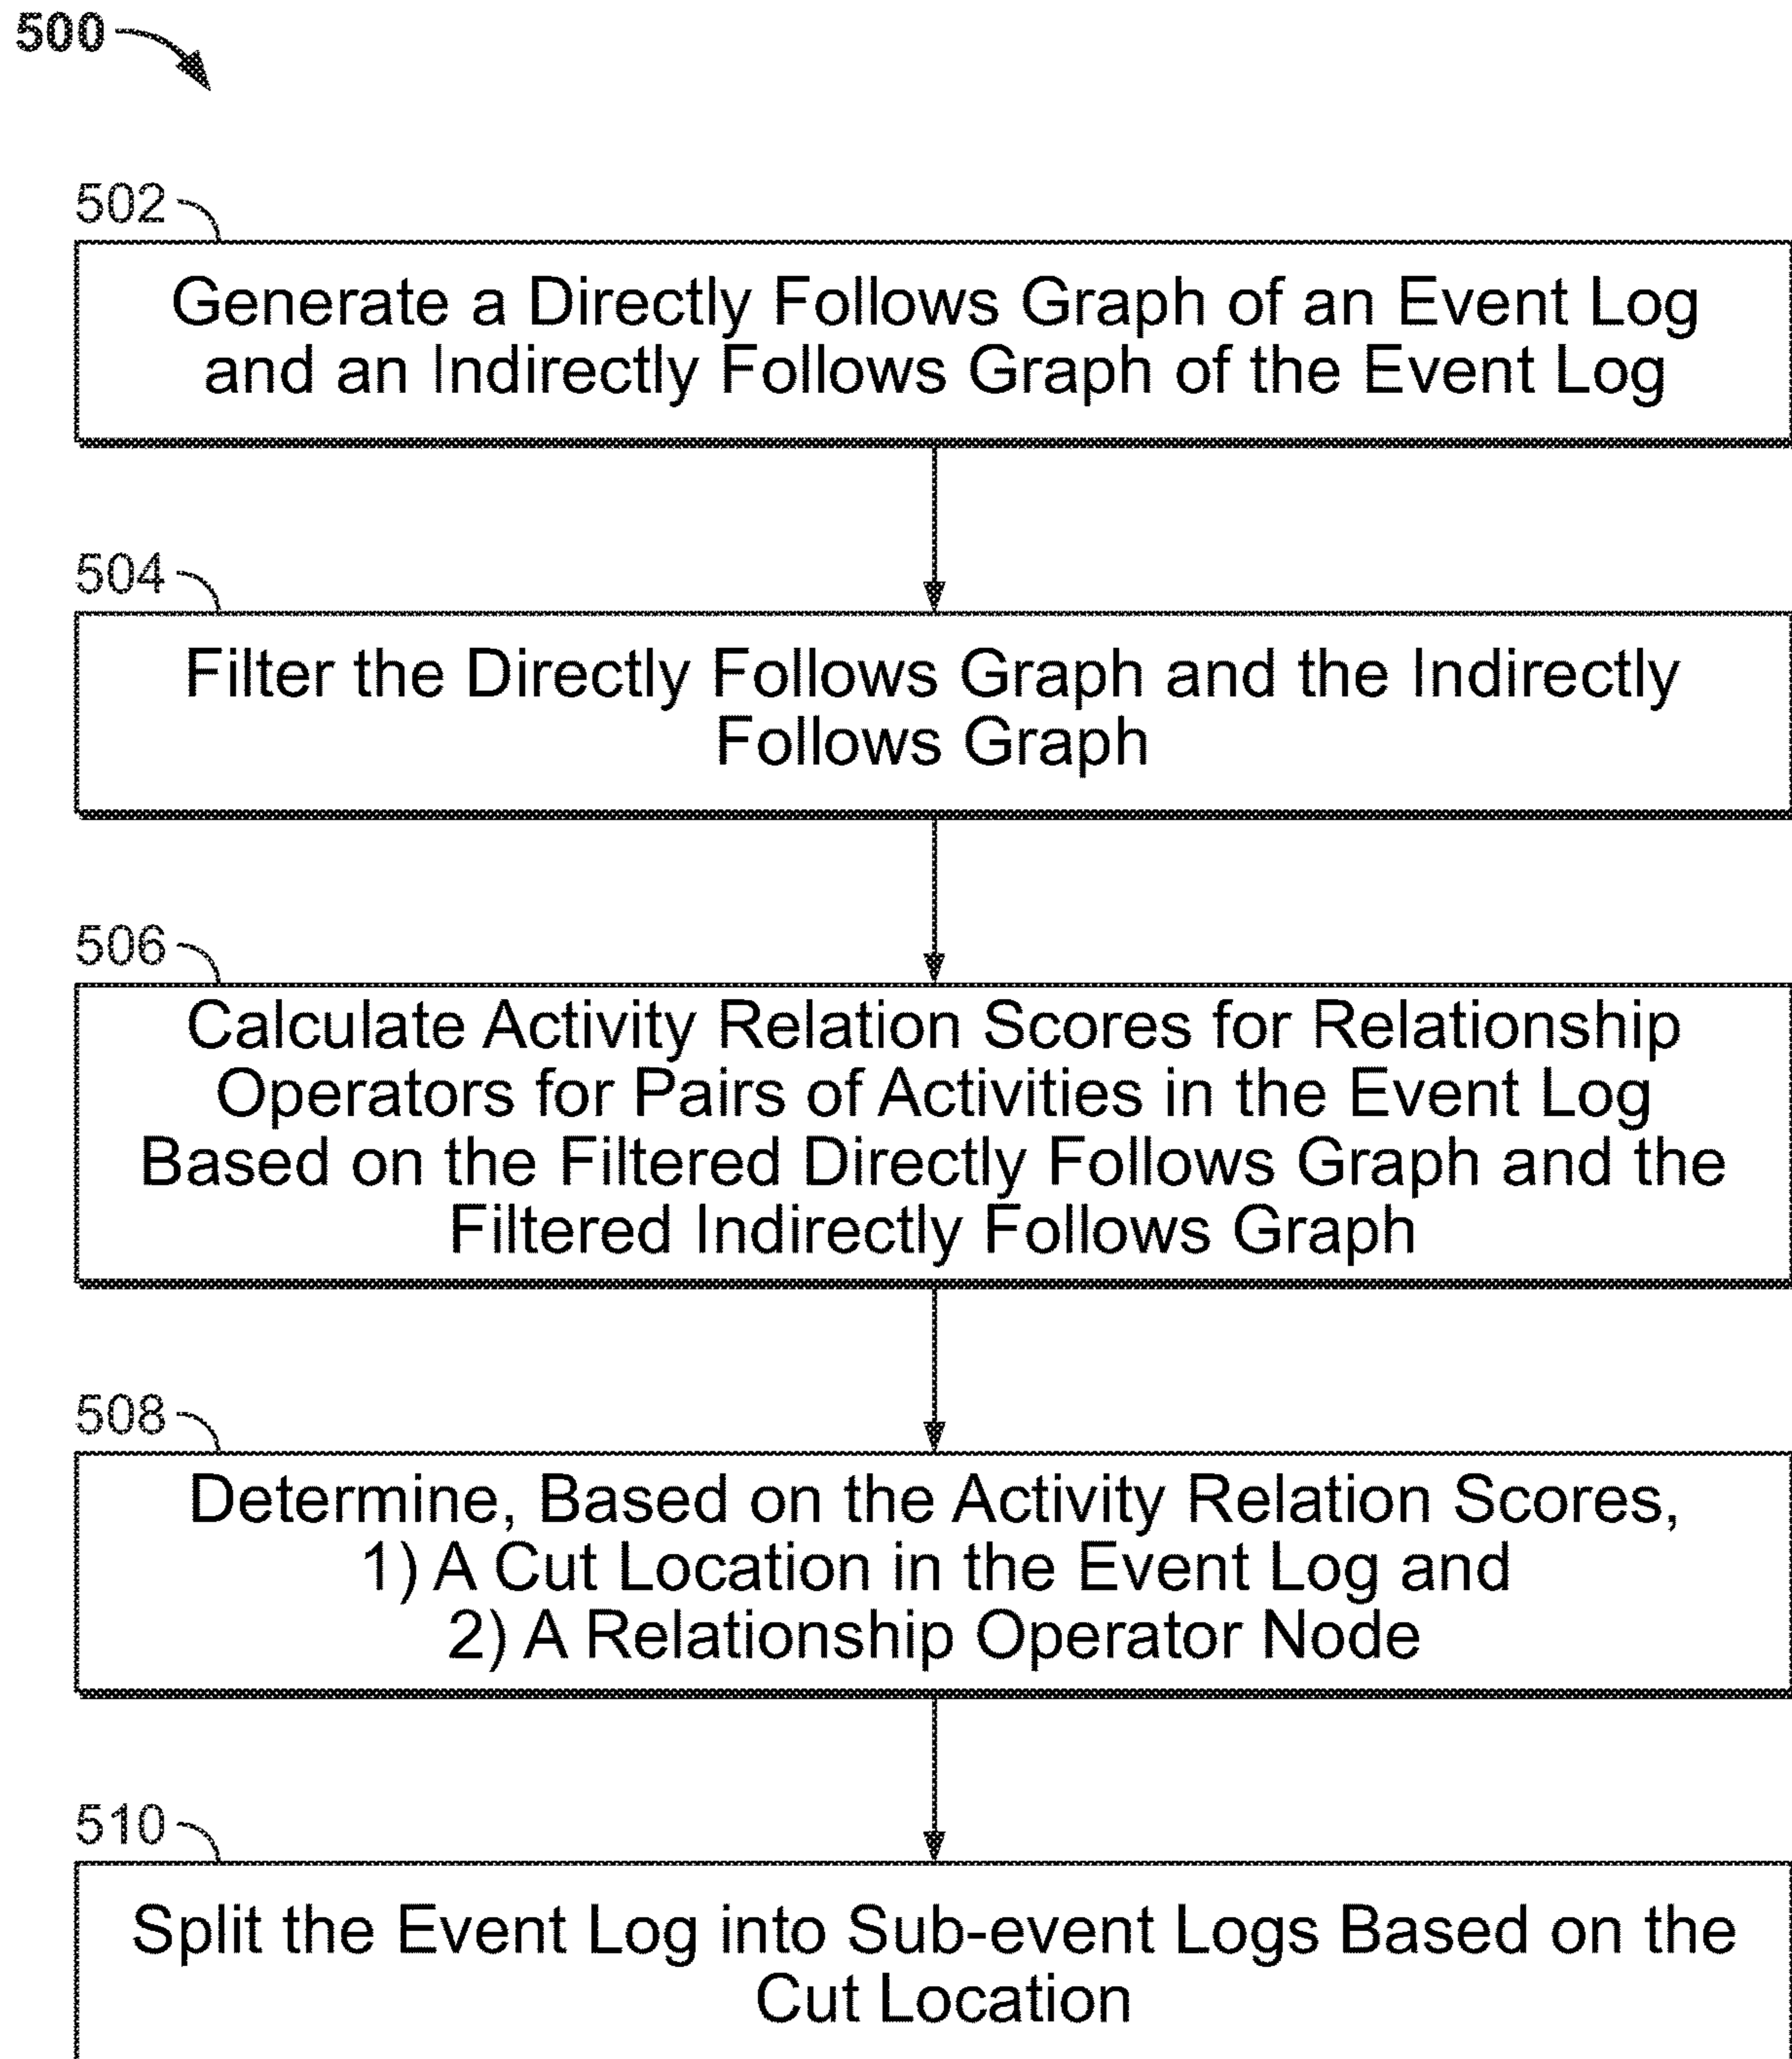 500
502
Generate a Directly Follows Graph of an Event Log
and an Indirectly Follows Graph of the Event Log
504
Filter the Directly Follows Graph and the Indirectly
Follows Graph
506
Calculate Activity Relation Scores for Relationship
Operators for Pairs of Activities in the Event Log
Based on the Filtered Directly Follows Graph and the
Filtered Indirectly Follows Graph
508
Determine, Based on the Activity Relation Scores,
1) A Cut Location in the Event Log and
2) A Relationship Operator Node
510
Split the Event Log into Sub-event Logs Based on the
Cut Location